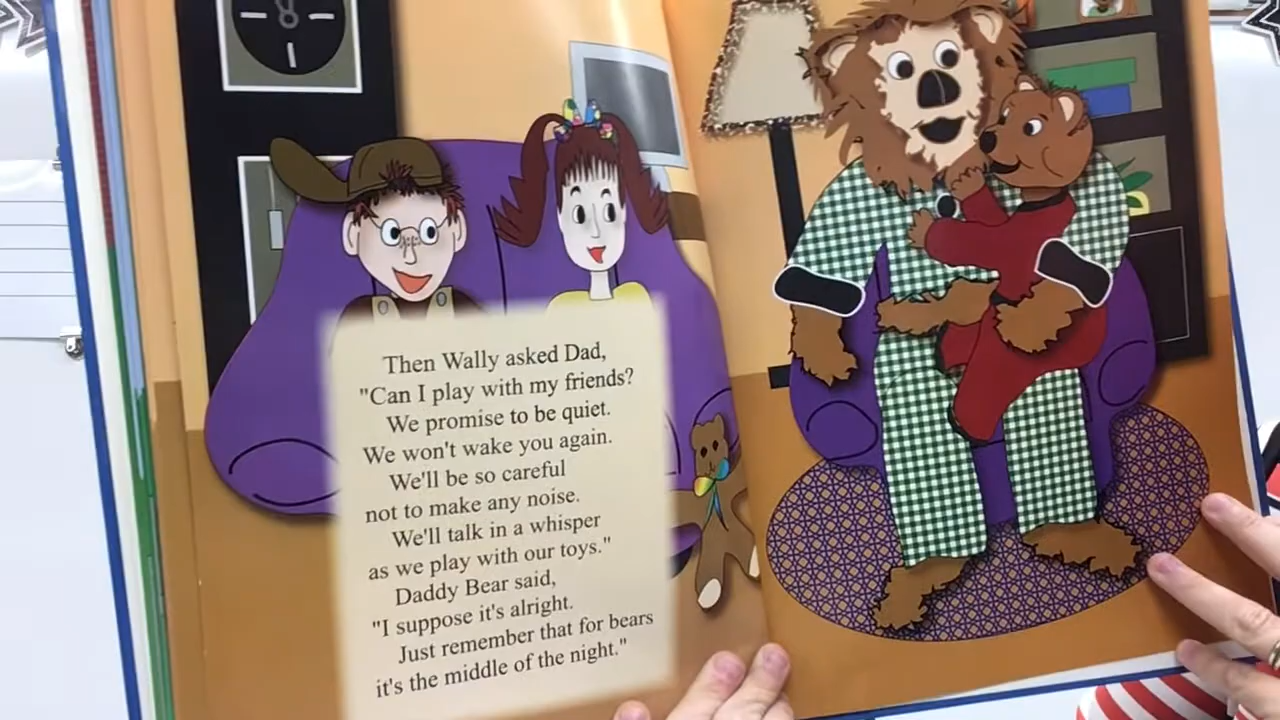 Then Wally asked Dad,
"Can I play with my friends?
We promise to be quiet.
We won't wake you again.
We'll be so careful
not to make any noise.
We'll talk in a whisper
as we play with our toys."
Daddy Bear said,
"I suppose it's alright.
Just remember that for bears
it's the middle of the night."